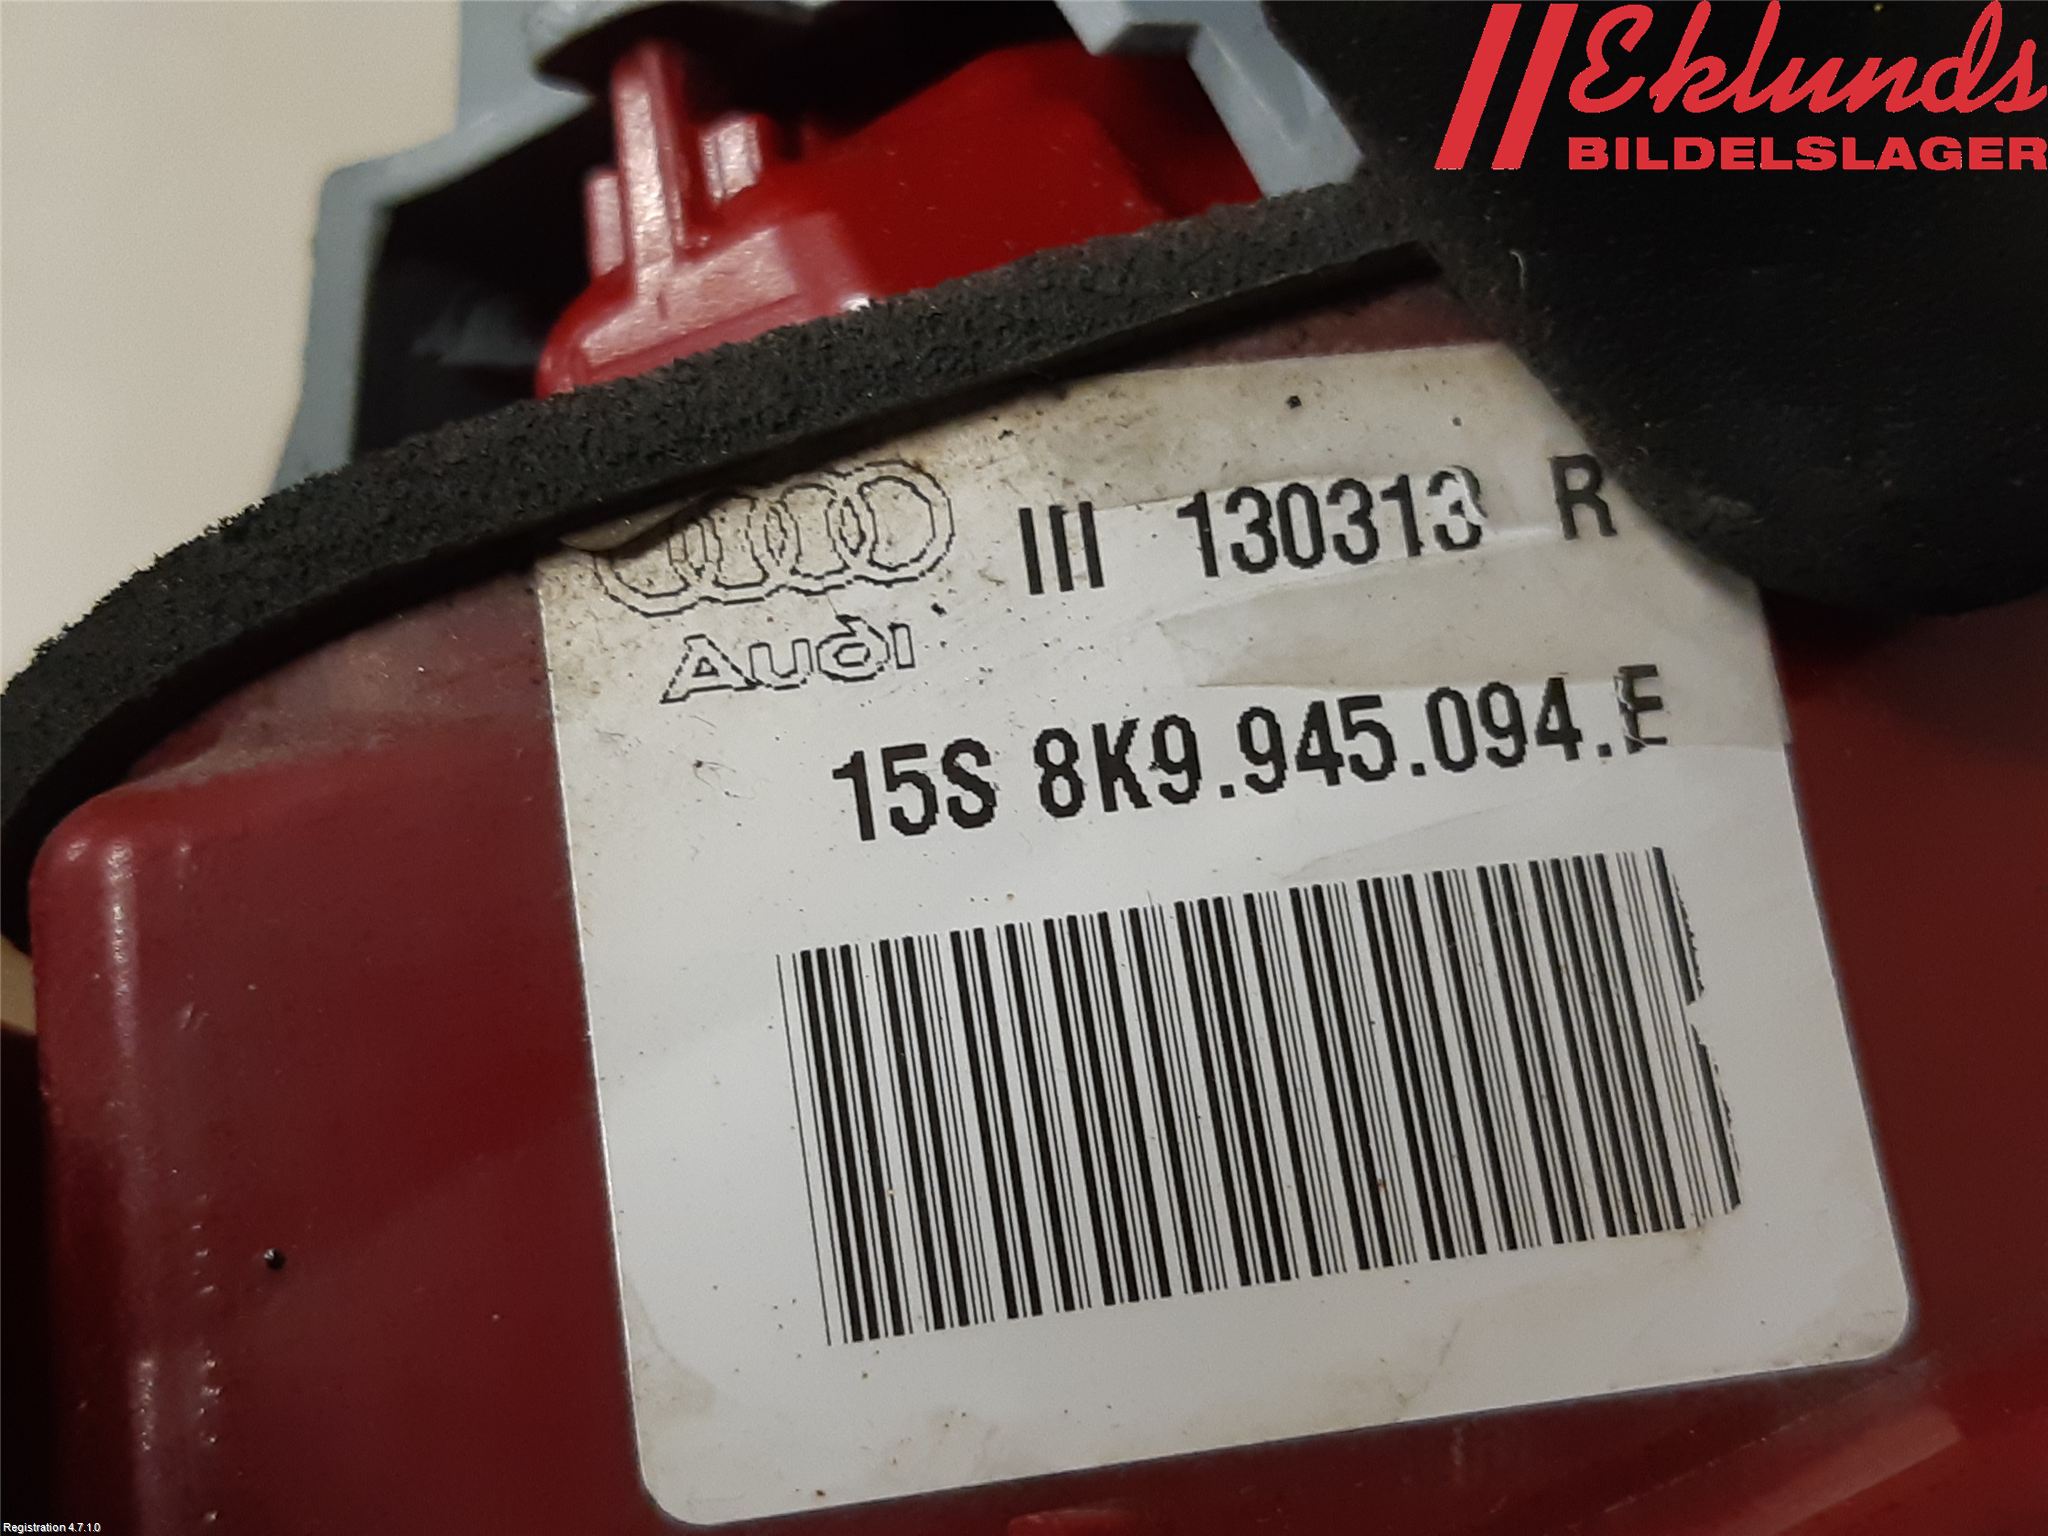 Eklunds
BILDELSLAGER
III 130313 R
Audi
15S 8K9.945.094.E
Registration 4.7.1.0